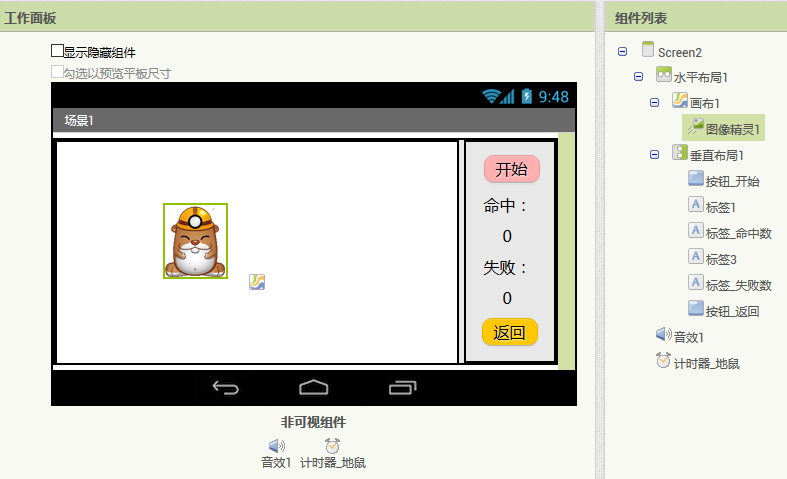 工作面板
显示隐藏组件
勾选以预览平板尺寸
9:48
场景1
开始
命中：
0
失败：
0
返回
非可视组件
音效1 计时器_地鼠
组件列表
Screen2
水平布局1
画布1
图像精灵1
垂直布局1
按钮_开始
标签1
标签_命中数
标签3
标签_失败数
按钮_返回
音效1
计时器_地鼠